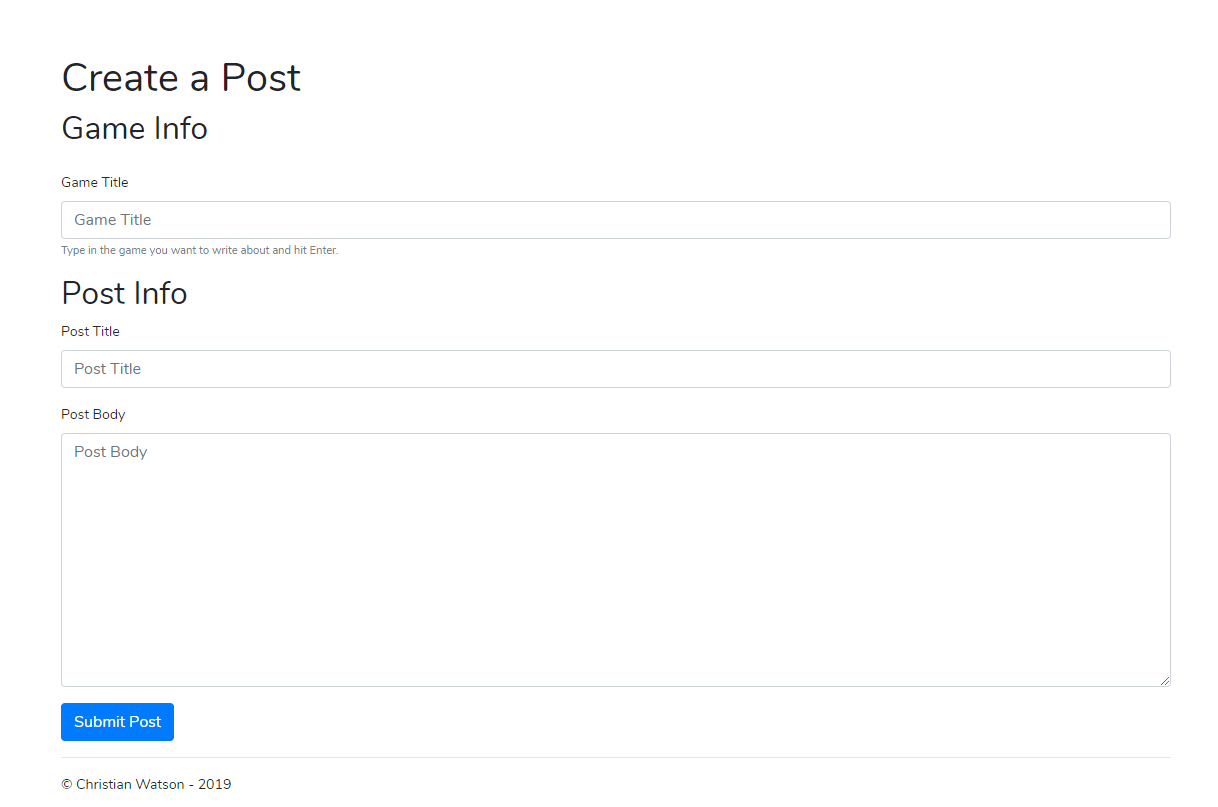 Create a Post
Game Info
Game Title
Game Title
Type in the game you want to write about and hit Enter.
Post Info
Post Title
Post Title
Post Body
Post Body
Submit Post
© Christian Watson - 2019